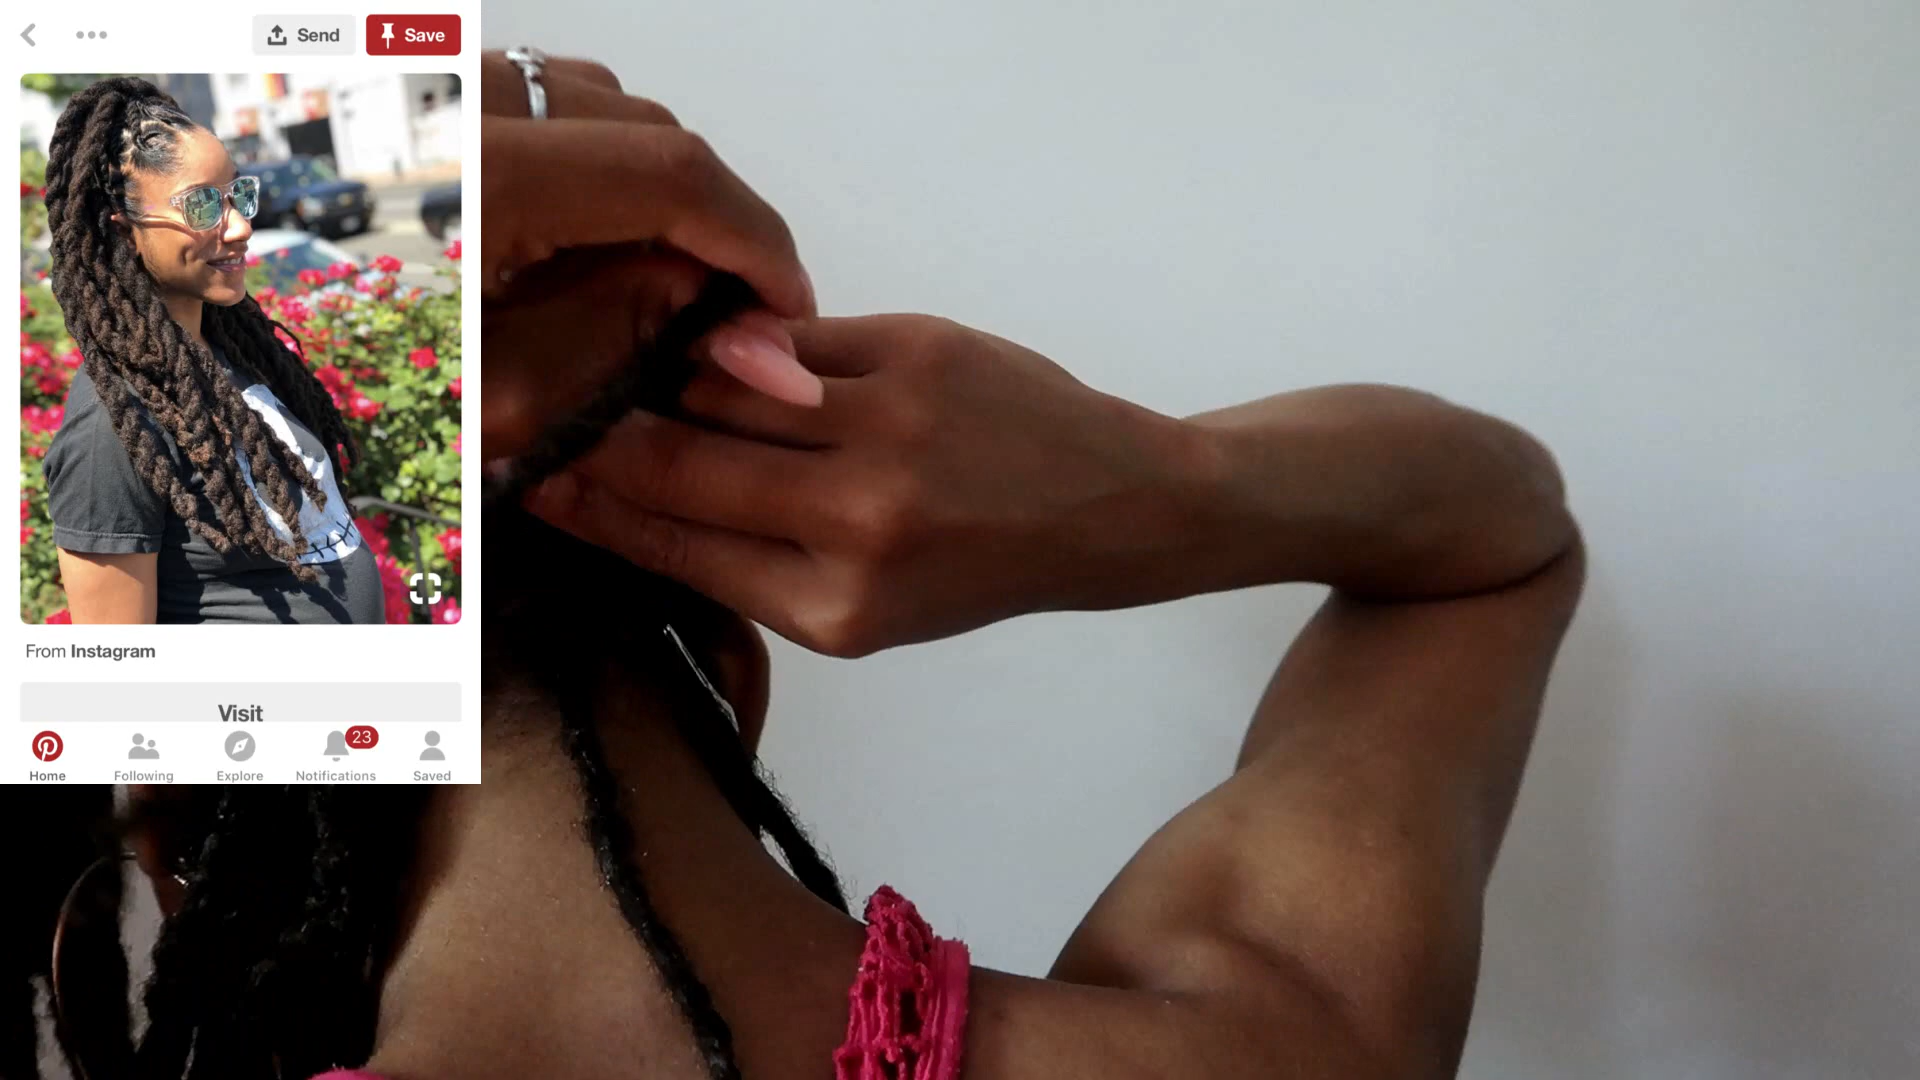 Send
Save
From Instagram
Visit
23
Home
Following
Explore
Notifications
Saved